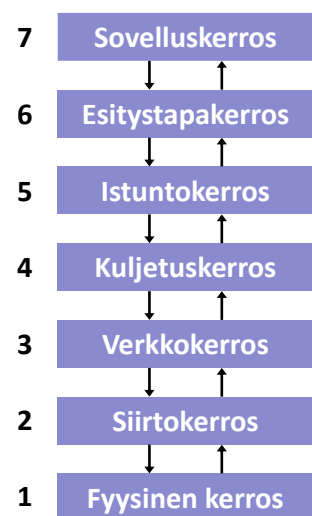 7 Sovelluskerros
6 Esitystapakerros
5 Istuntokerros
4 Kuljetuskerros
3 Verkkokerros
2 Siirtokerros
1 Fyysinen kerros